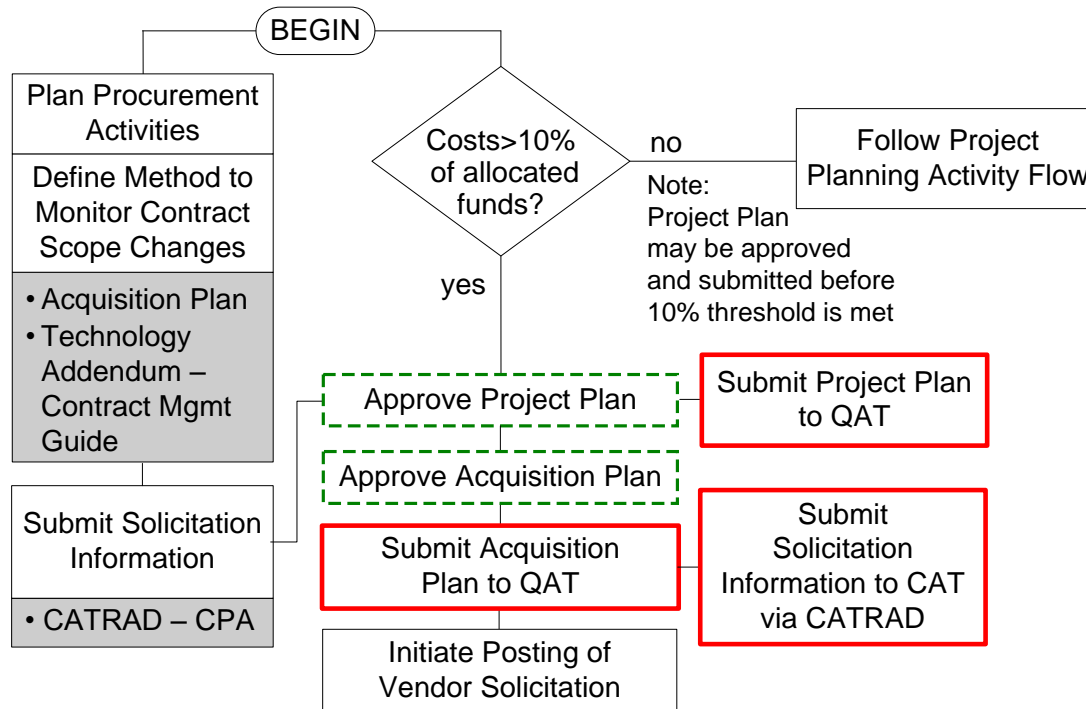 BEGIN
Plan Procurement
Activities
Define Method to
Monitor Contract
Scope Changes
• Acquisition Plan
• Technology
Addendum –
Contract Mgmt
Guide
Submit Solicitation
Information
• CATRAD – CPA
Costs>10%
of allocated
funds?
no
Note:
Project Plan
may be approved
and submitted before
10% threshold is met
Follow Project
Planning Activity Flow
yes
Approve Project Plan
Submit Project Plan
to QAT
Approve Acquisition Plan
Submit Acquisition
Plan to QAT
Submit
Solicitation
Information to CAT
via CATRAD
Initiate Posting of
Vendor Solicitation